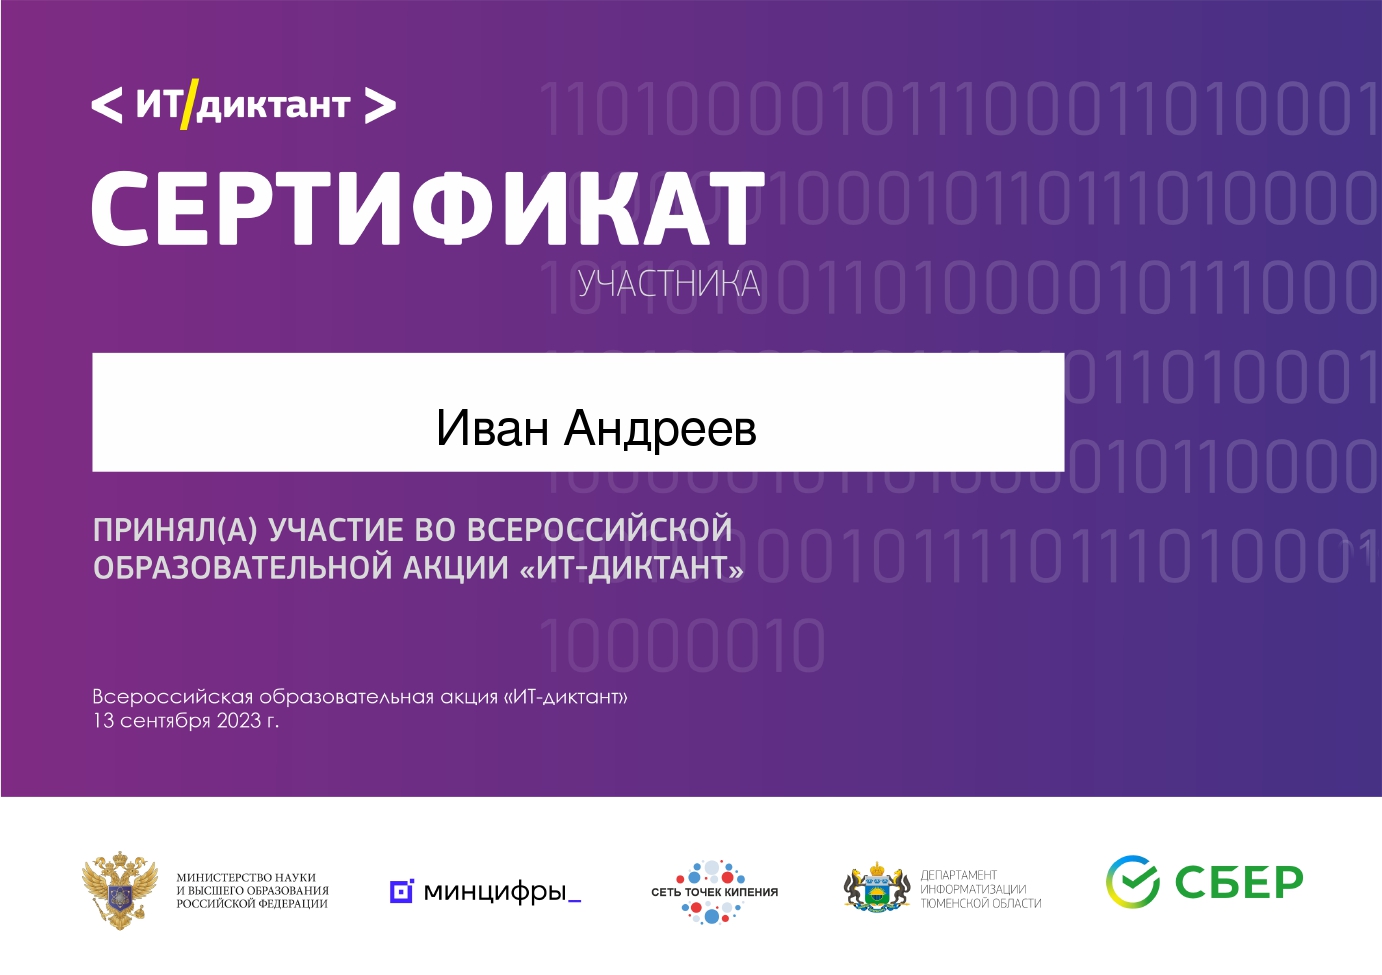 < ИТ/диктант >
СЕРТИФИКАТ
УЧАСТНИКА
Иван Андреев
ПРИНЯЛ(А) УЧАСТИЕ ВО ВСЕРОССИЙСКОЙ
ОБРАЗОВАТЕЛЬНОЙ АКЦИИ «ИТ-ДИКТАНТ»
10000010
Всероссийская образовательная акция «ИТ-диктант»
13 сентября 2023 г.
МИНИСТЕРСТВО НАУКИ
И ВЫСШЕГО ОБРАЗОВАНИЯ
РОССИЙСКОЙ ФЕДЕРАЦИИ
минцифры_
СЕТЬ ТОЧЕК КИПЕНИЯ
ДЕПАРТАМЕНТ
ИНФОРМАТИЗАЦИИ
ТЮМЕНСКОЙ ОБЛАСТИ
СБЕР